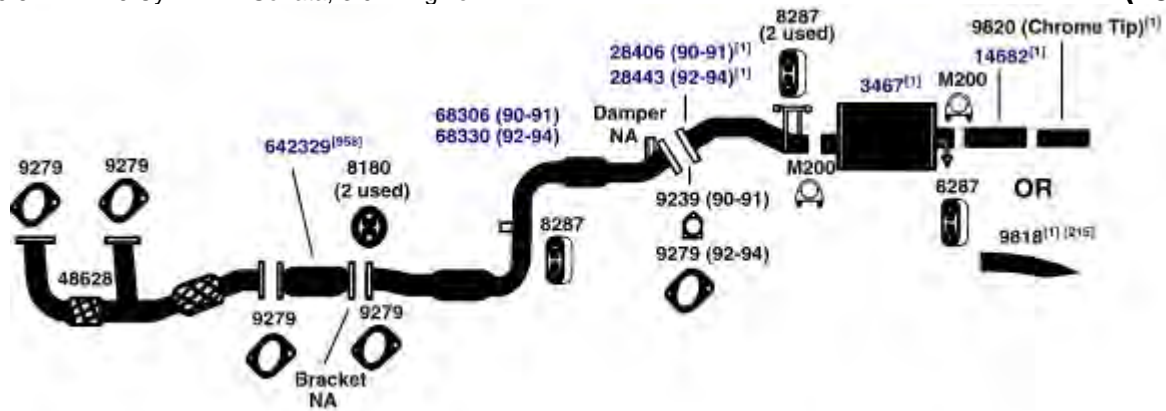 9820 (Chrome Tip)[1]
8287
(2 used)
28406 (90-91)[1]
28443 (92-94)[1]
14682[1]
3467[1]
M200
68306 (90-91)
68330 (92-94)
Damper
NA
642329[958]
8180
(2 used)
9279
9279
M200
9239 (90-91)
8287
OR
8287
9279 (92-94)
9818[1] [215]
48628
9279
9279
Bracket
NA